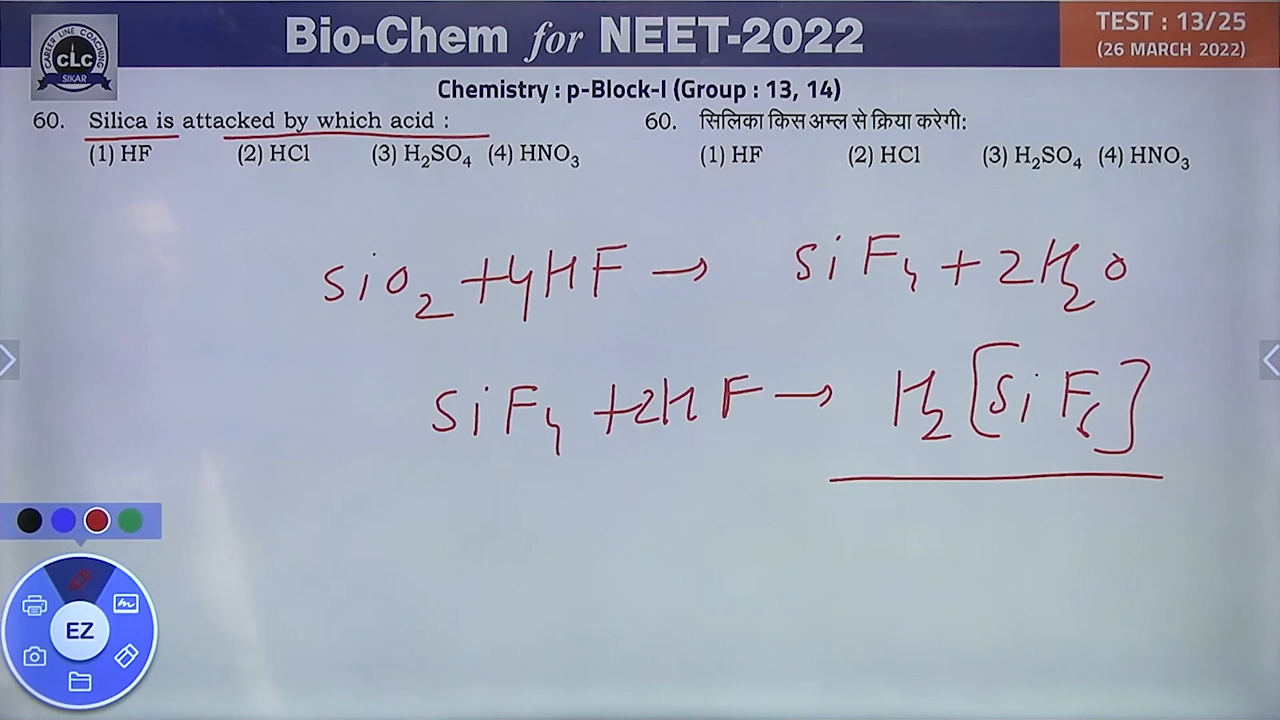 CAREER LINE COACHING
CLC
SIKAR
Bio-Chem for NEET-2022
TEST : 13/25
(26 MARCH 2022)
Chemistry : p-Block-I (Group : 13, 14)
60. Silica is attacked by which acid :
(1) HF (2) HCl (3) H₂SO₄ (4) HNO₃
60. सिलिका किस अम्ल से क्रिया करेगी:
(1) HF (2) HCl (3) H₂SO₄ (4) HNO₃
SiO₂ + 4HF → SiF₄ + 2H₂O
SiF₄ + 2HF → H₂[SiF₆]
EZ